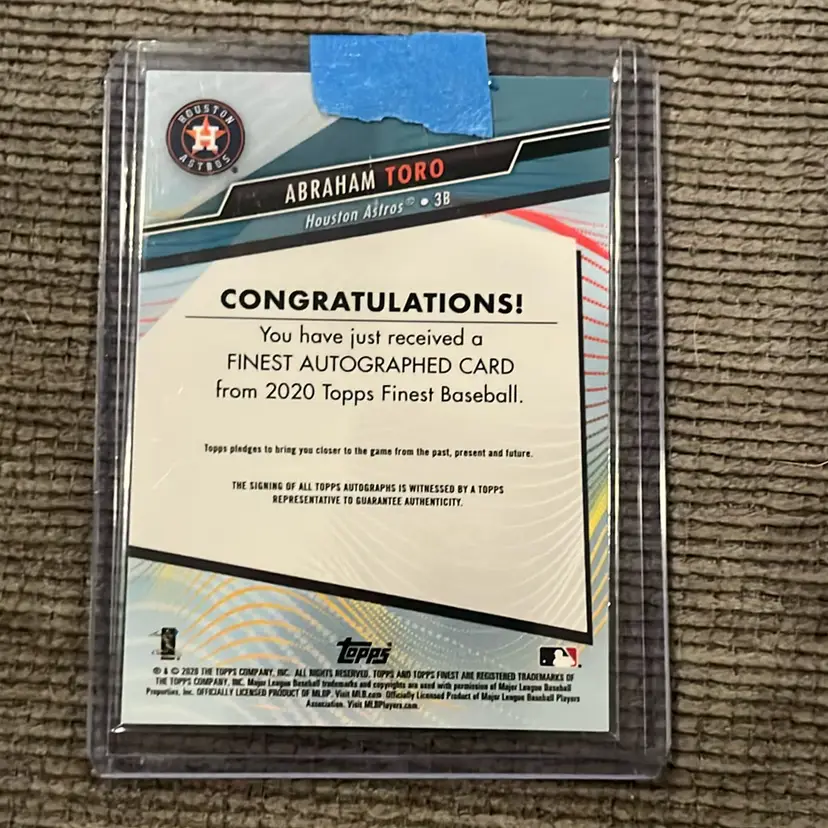 HOUSTON
H
ASTROS
ABRAHAM TORO
Houston Astros • 3B
CONGRATULATIONS!
You have just received a
FINEST AUTOGRAPHED CARD
from 2020 Topps Finest Baseball.
Topps pledges to bring you closer to the game from the past, present and future.
THE SIGNING OF ALL TOPPS AUTOGRAPHS IS WITNESSED BY A TOPPS
REPRESENTATIVE TO GUARANTEE AUTHENTICITY.
topps
® & © 2020 THE TOPPS COMPANY, INC. ALL RIGHTS RESERVED. TOPPS AND TOPPS FINEST ARE REGISTERED TRADEMARKS OF
THE TOPPS COMPANY, INC. Major League Baseball trademarks and copyrights are used with permission of Major League Baseball
Properties, Inc. OFFICIALLY LICENSED PRODUCT OF MLBP. Visit MLB.com Officially Licensed Product of Major League Baseball Players
Association. Visit MLBPlayers.com